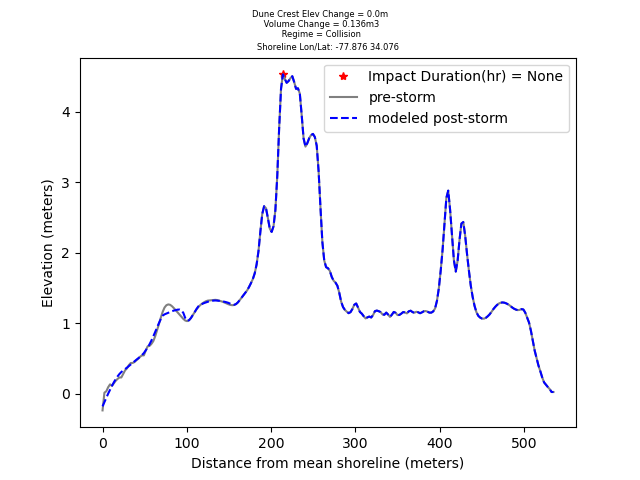 Dune Crest Elev Change = 0.0m
Volume Change = 0.136m3
Regime = Collision
Shoreline Lon/Lat: -77.876 34.076
Impact Duration(hr) = None
pre-storm
modeled post-storm
Elevation (meters)
4
3
2
1
0
0 100 200 300 400 500
Distance from mean shoreline (meters)